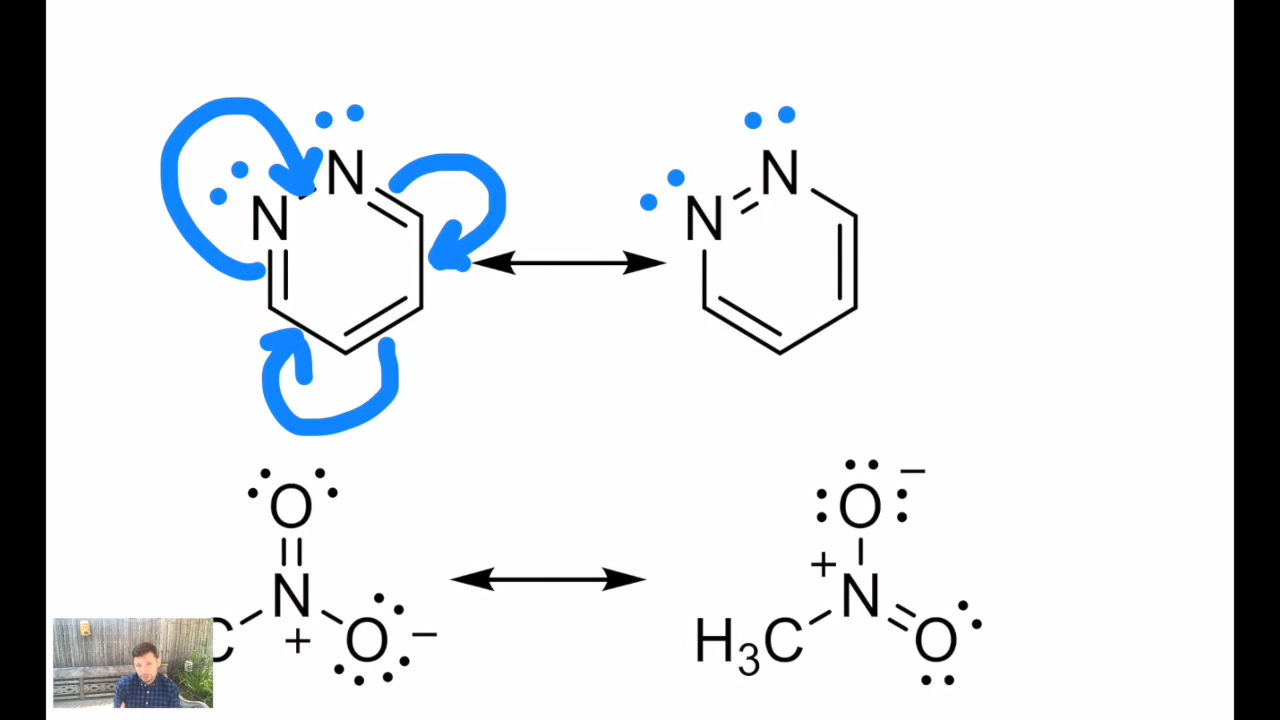 N N
N N
O O −
N + + N
C O − H₃C O